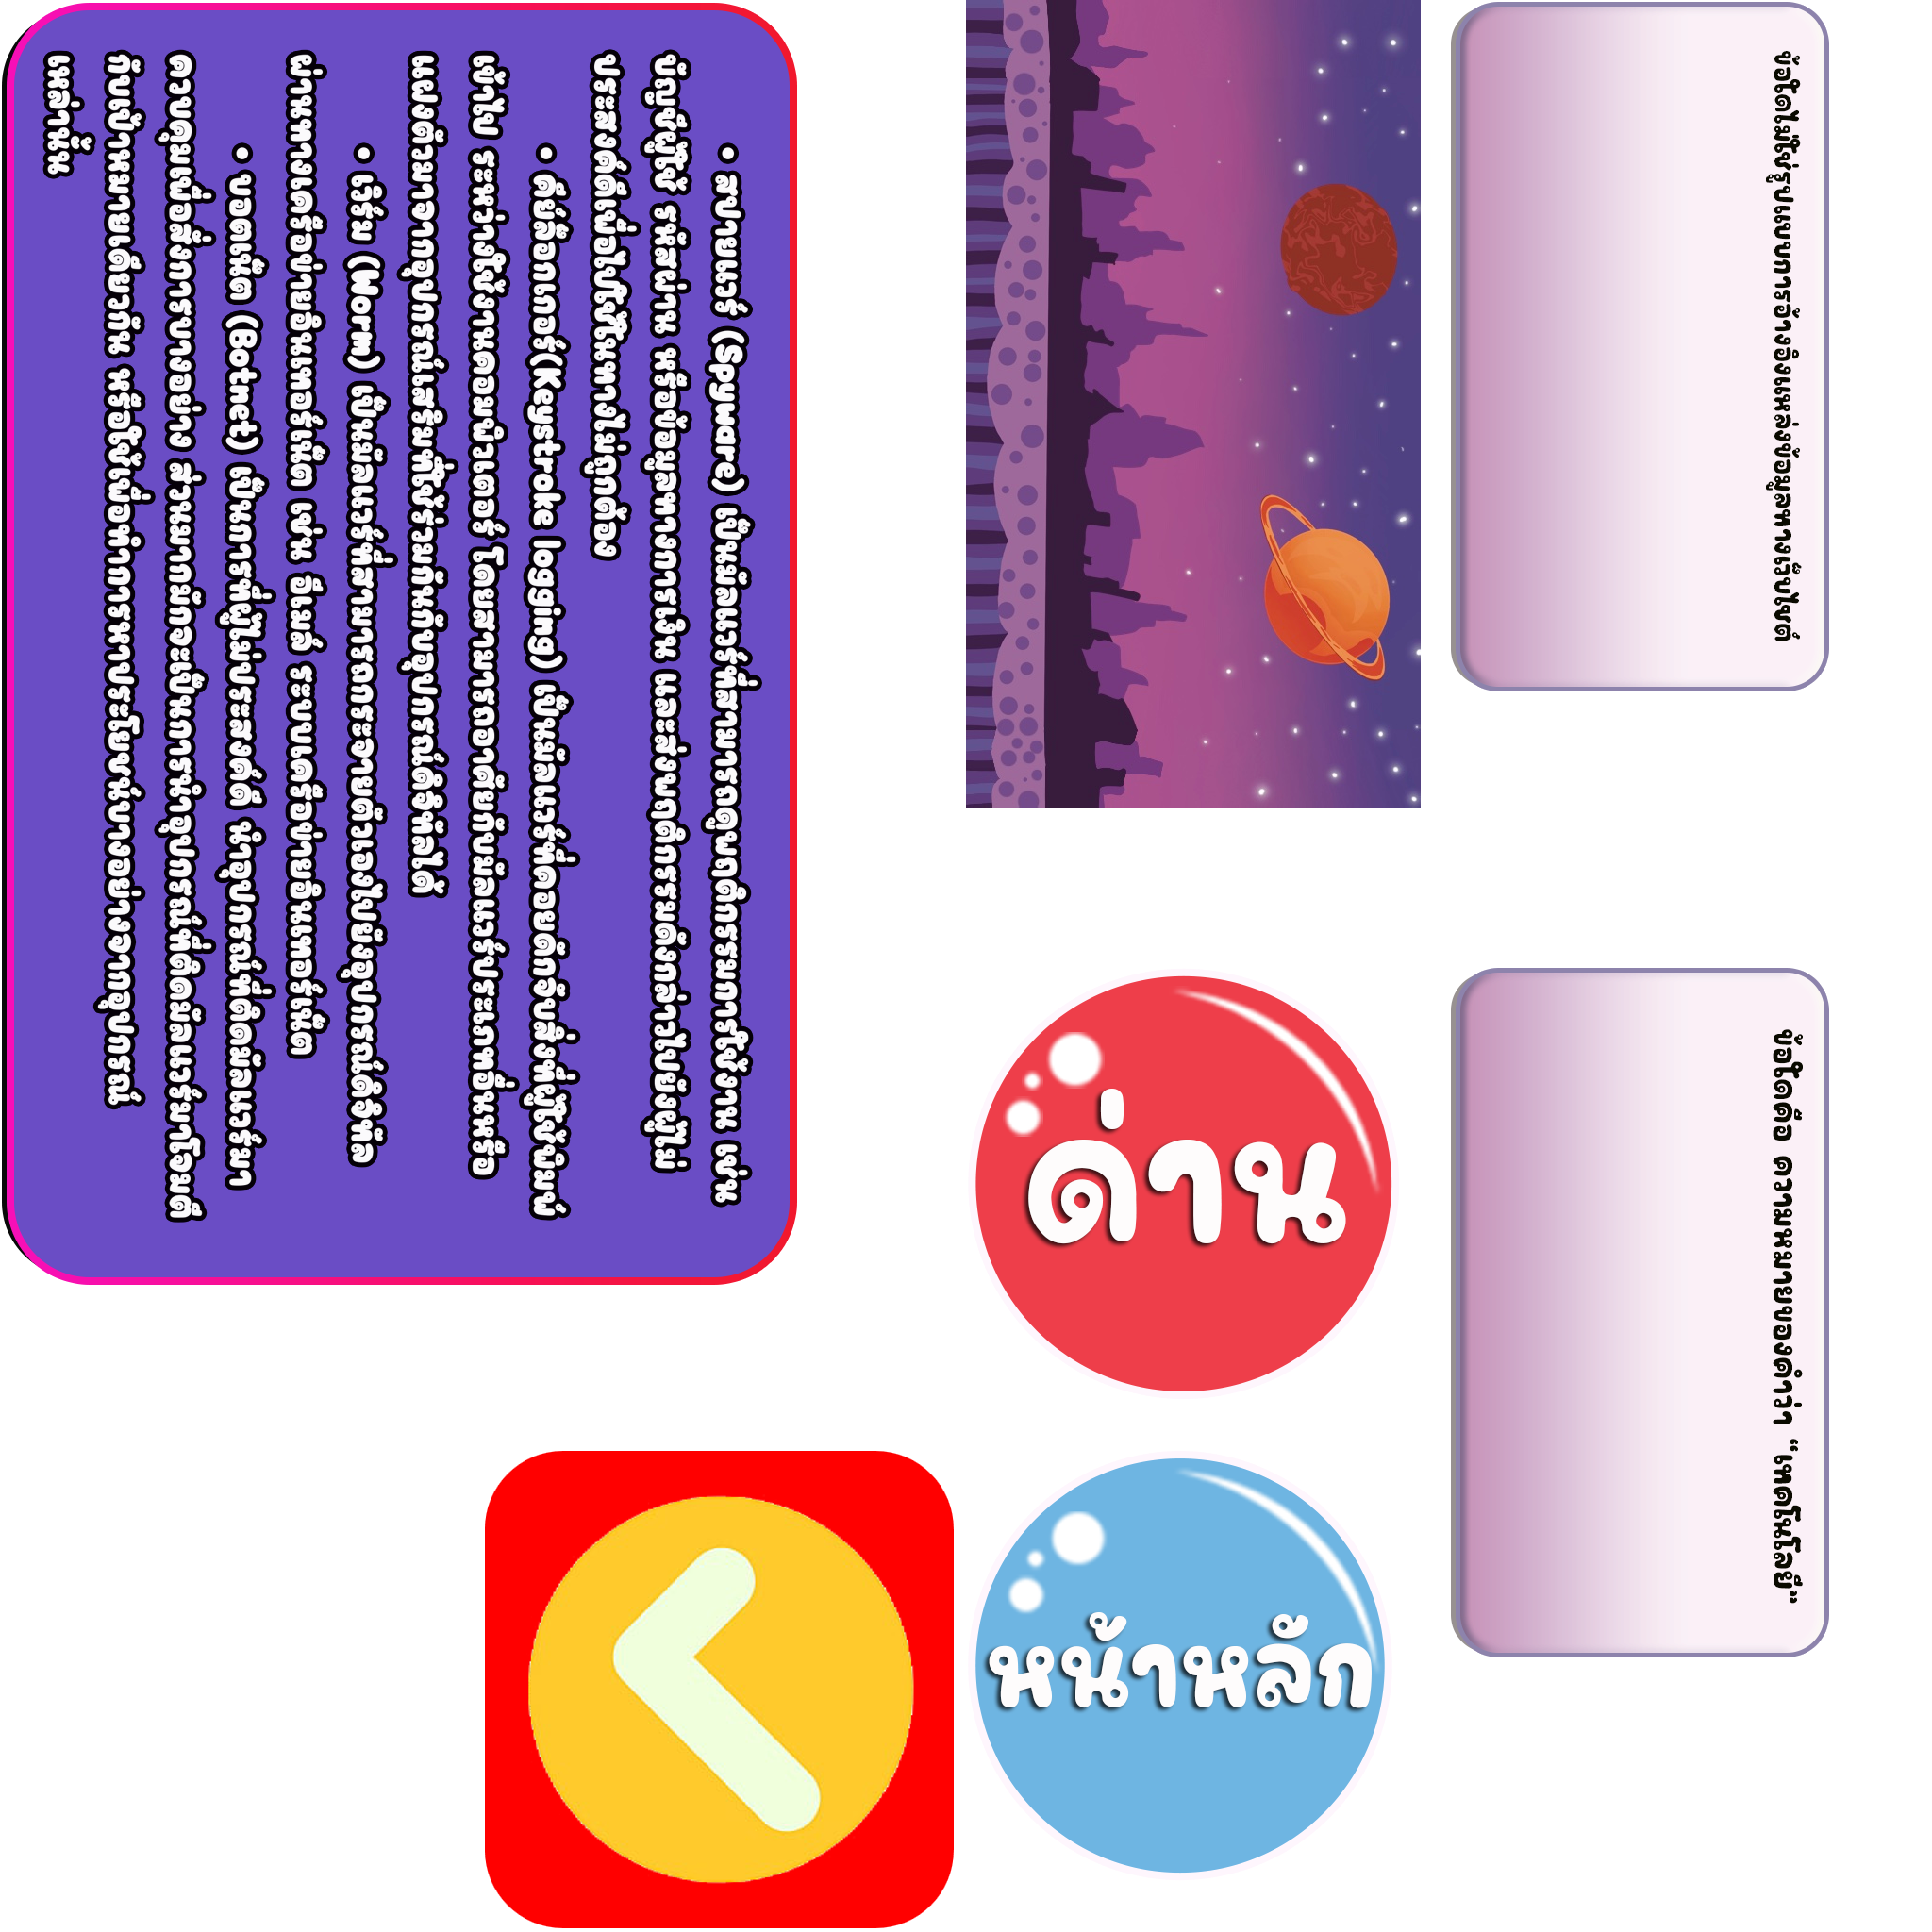 • สปายแวร์ (Spyware) เป็นมัลแวร์ที่สามารถดูพฤติกรรมการใช้งาน เช่น
บัญชีผู้ใช้ รหัสผ่าน หรือข้อมูลทางการเงิน และส่งพฤติกรรมดังกล่าวไปยังผู้ไม่
ประสงค์ดีเพื่อไปใช้ในทางไม่ถูกต้อง
• คีย์ล็อกเกอร์(Keystroke logging) เป็นมัลแวร์ที่คอยดักจับสิ่งที่ผู้ใช้พิมพ์
เข้าไป ระหว่างใช้งานคอมพิวเตอร์ โดยสามารถอาศัยกับมัลแวร์ประเภทอื่นหรือ
แฝงตัวมาจากอุปกรณ์เสริมที่ใช้ร่วมกันกับอุปกรณ์ดิจิทัลได้
• เวิร์ม (Worm) เป็นมัลแวร์ที่สามารถกระจายตัวเองไปยังอุปกรณ์ดิจิทัล
ผ่านทางเครือข่ายอินเทอร์เน็ต เช่น อีเมล์ ระบบเครือข่ายอินเทอร์เน็ต
• บอตเน็ต (Botnet) เป็นการที่ผู้ไม่ประสงค์ดี นำอุปกรณ์ที่ติดมัลแวร์มา
ควบคุมเพื่อสั่งการบางอย่าง ส่วนมากมักจะเป็นการนำอุปกรณ์ที่ติดมัลแวร์มาโจมตี
กับเป้าหมายเดียวกัน หรือใช้เพื่อทำการหาประโยชน์บางอย่างจากอุปกรณ์
เหล่านั้น
ข้อใดไม่ใช่รูปแบบการอ้างอิงแหล่งข้อมูลทางเว็บไซต์
ข้อใดคือ ความหมายของคำว่า “เทคโนโลยี”
ด่าน
หน้าหลัก